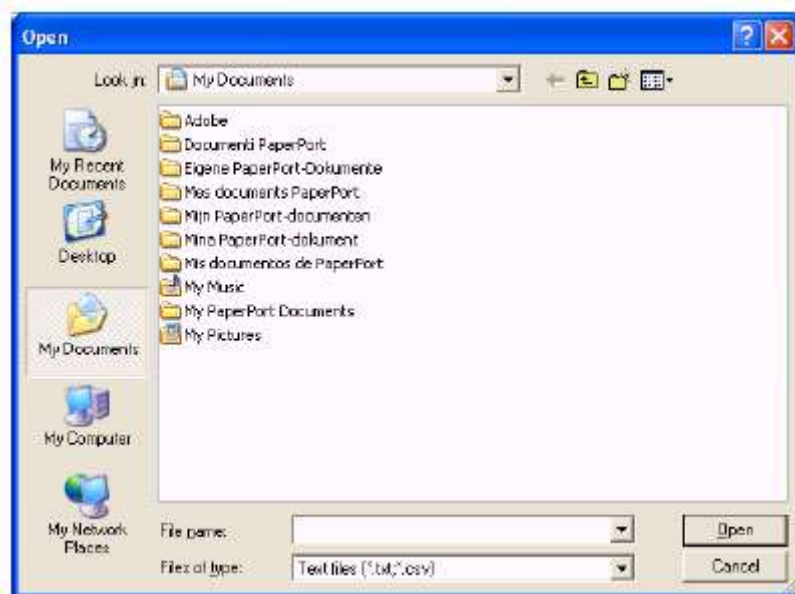 Open
Look in:
My Documents
My Recent
Documents
Desktop
My Documents
My Computer
My Network
Places
Adobe
Documenti PaperPort
Eigene PaperPort-Dokumente
Mes documents PaperPort
Mijn PaperPort-documenten
Mina PaperPort-dokument
Mis documentos de PaperPort
My Music
My PaperPort Documents
My Pictures
File name:
Open
Files of type:
Text files (*.txt;*.csv)
Cancel